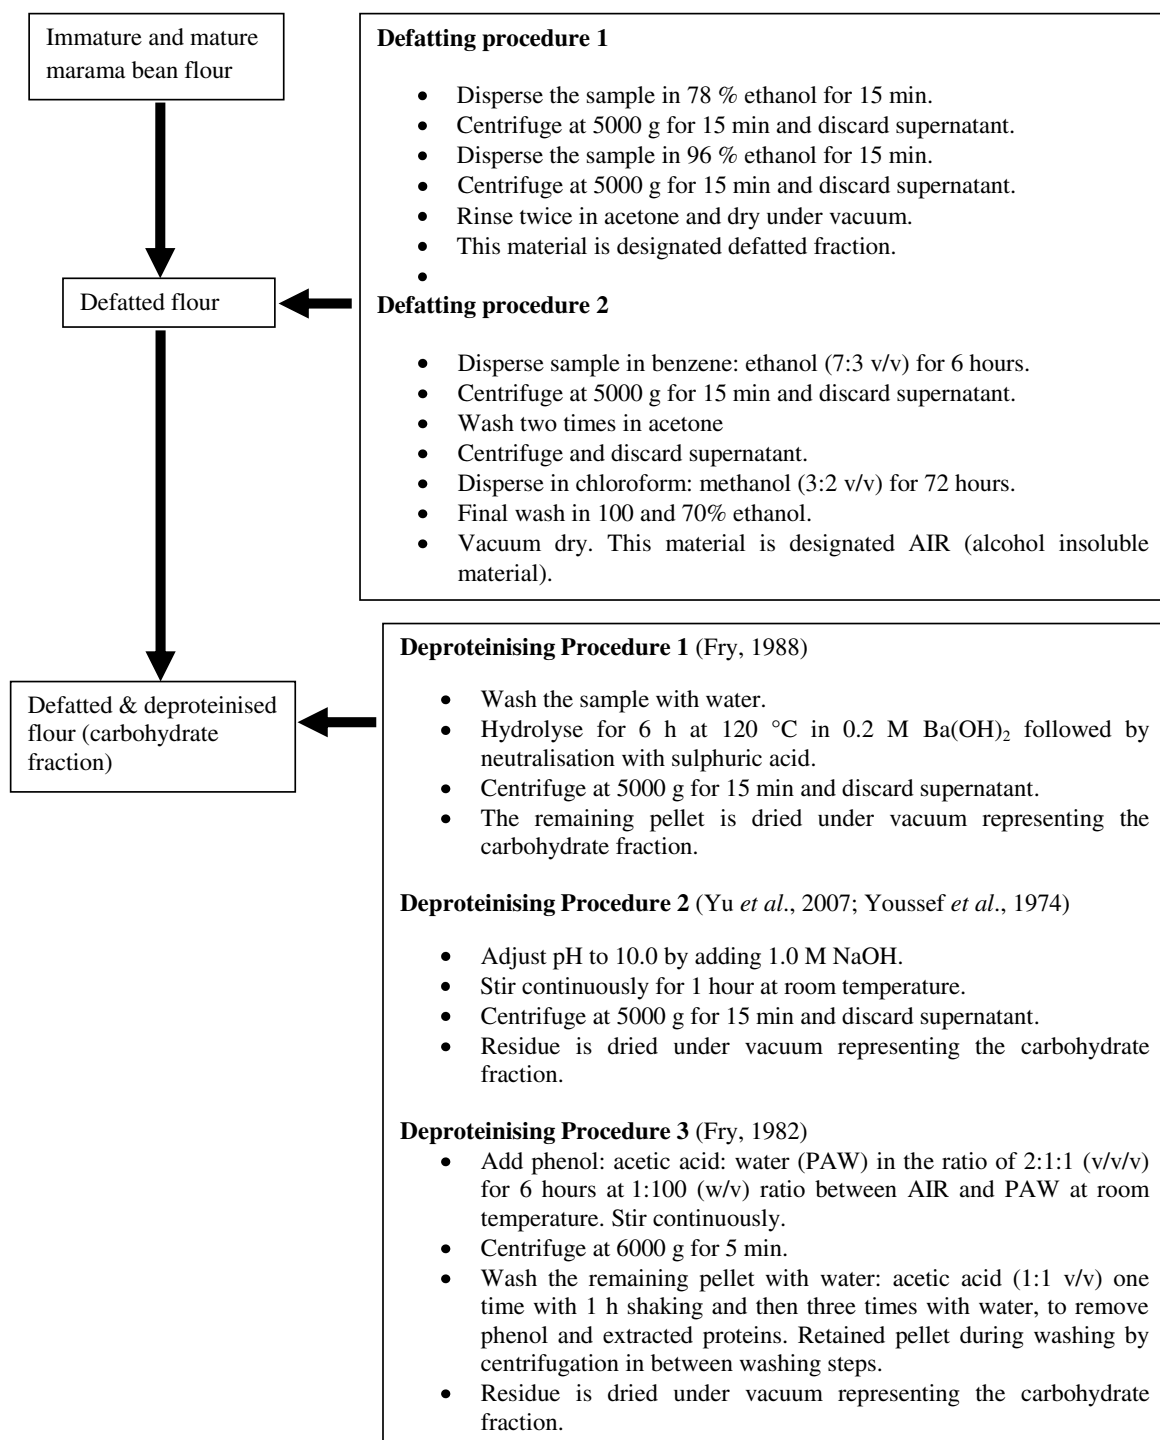 Immature and mature
marama bean flour
Defatted flour
Defatted & deproteinised
flour (carbohydrate
fraction)
Defatting procedure 1
• Disperse the sample in 78 % ethanol for 15 min.
• Centrifuge at 5000 g for 15 min and discard supernatant.
• Disperse the sample in 96 % ethanol for 15 min.
• Centrifuge at 5000 g for 15 min and discard supernatant.
• Rinse twice in acetone and dry under vacuum.
• This material is designated defatted fraction.
•
Defatting procedure 2
• Disperse sample in benzene: ethanol (7:3 v/v) for 6 hours.
• Centrifuge at 5000 g for 15 min and discard supernatant.
• Wash two times in acetone
• Centrifuge and discard supernatant.
• Disperse in chloroform: methanol (3:2 v/v) for 72 hours.
• Final wash in 100 and 70% ethanol.
• Vacuum dry. This material is designated AIR (alcohol insoluble
material).
Deproteinising Procedure 1 (Fry, 1988)
• Wash the sample with water.
• Hydrolyse for 6 h at 120 °C in 0.2 M Ba(OH)₂ followed by
neutralisation with sulphuric acid.
• Centrifuge at 5000 g for 15 min and discard supernatant.
• The remaining pellet is dried under vacuum representing the
carbohydrate fraction.
Deproteinising Procedure 2 (Yu et al., 2007; Youssef et al., 1974)
• Adjust pH to 10.0 by adding 1.0 M NaOH.
• Stir continuously for 1 hour at room temperature.
• Centrifuge at 5000 g for 15 min and discard supernatant.
• Residue is dried under vacuum representing the carbohydrate
fraction.
Deproteinising Procedure 3 (Fry, 1982)
• Add phenol: acetic acid: water (PAW) in the ratio of 2:1:1 (v/v/v)
for 6 hours at 1:100 (w/v) ratio between AIR and PAW at room
temperature. Stir continuously.
• Centrifuge at 6000 g for 5 min.
• Wash the remaining pellet with water: acetic acid (1:1 v/v) one
time with 1 h shaking and then three times with water, to remove
phenol and extracted proteins. Retained pellet during washing by
centrifugation in between washing steps.
• Residue is dried under vacuum representing the carbohydrate
fraction.